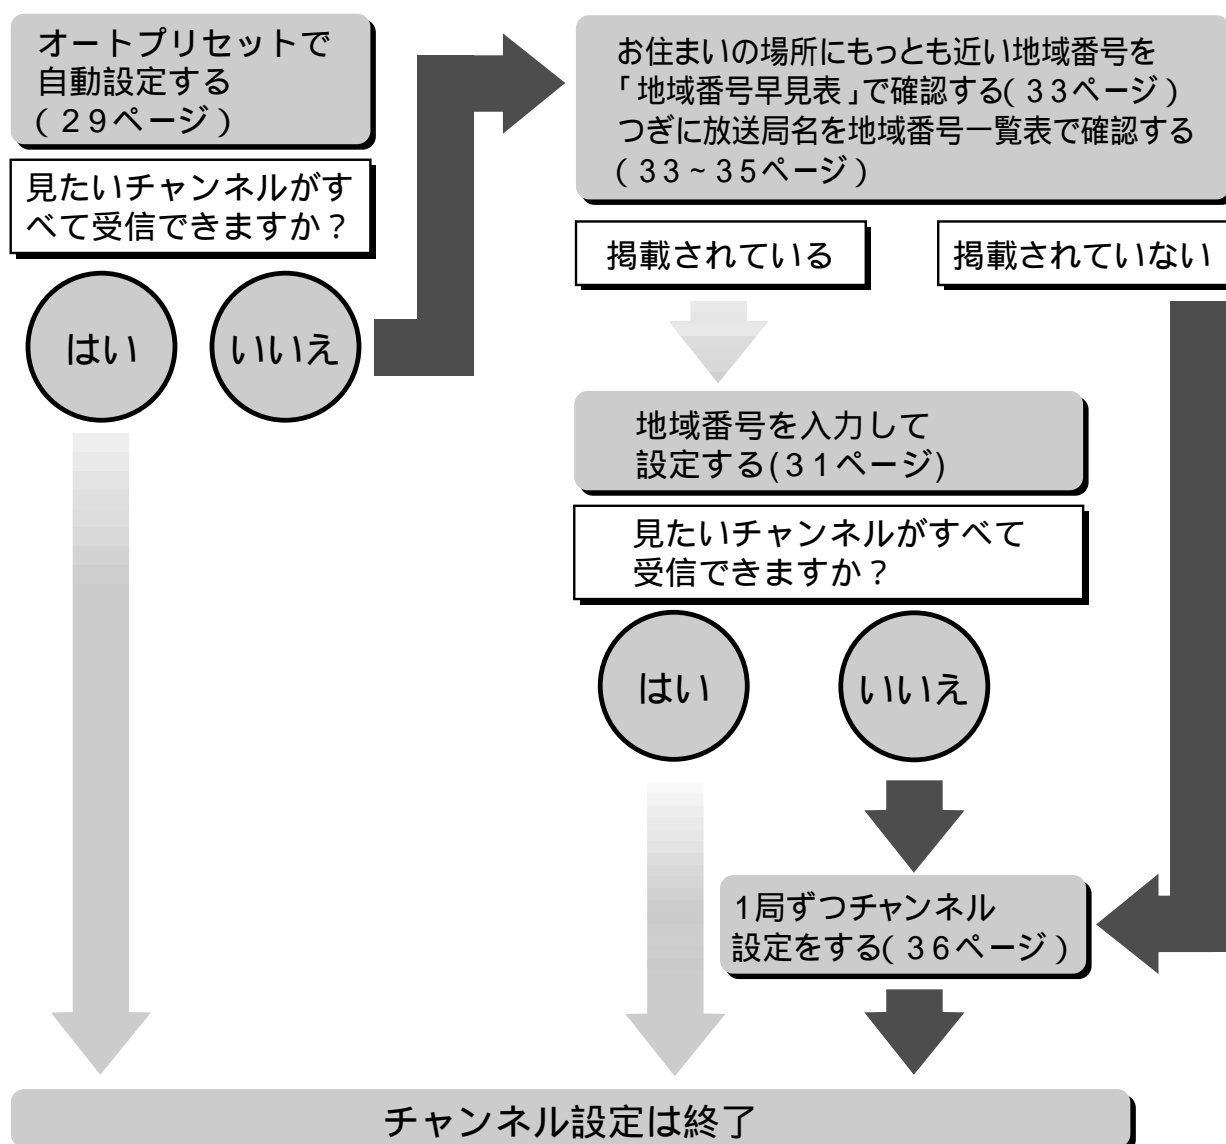 オートプリセットで
自動設定する
(29ページ)
見たいチャンネルがす
べて受信できますか?
はい
いいえ
お住まいの場所にもっとも近い地域番号を
「地域番号早見表」で確認する(33ページ)
つぎに放送局名を地域番号一覧表で確認する
(33~35ページ)
掲載されている
掲載されていない
地域番号を入力して
設定する(31ページ)
見たいチャンネルがすべて
受信できますか?
はい
いいえ
1局ずつチャンネル
設定をする(36ページ)
チャンネル設定は終了